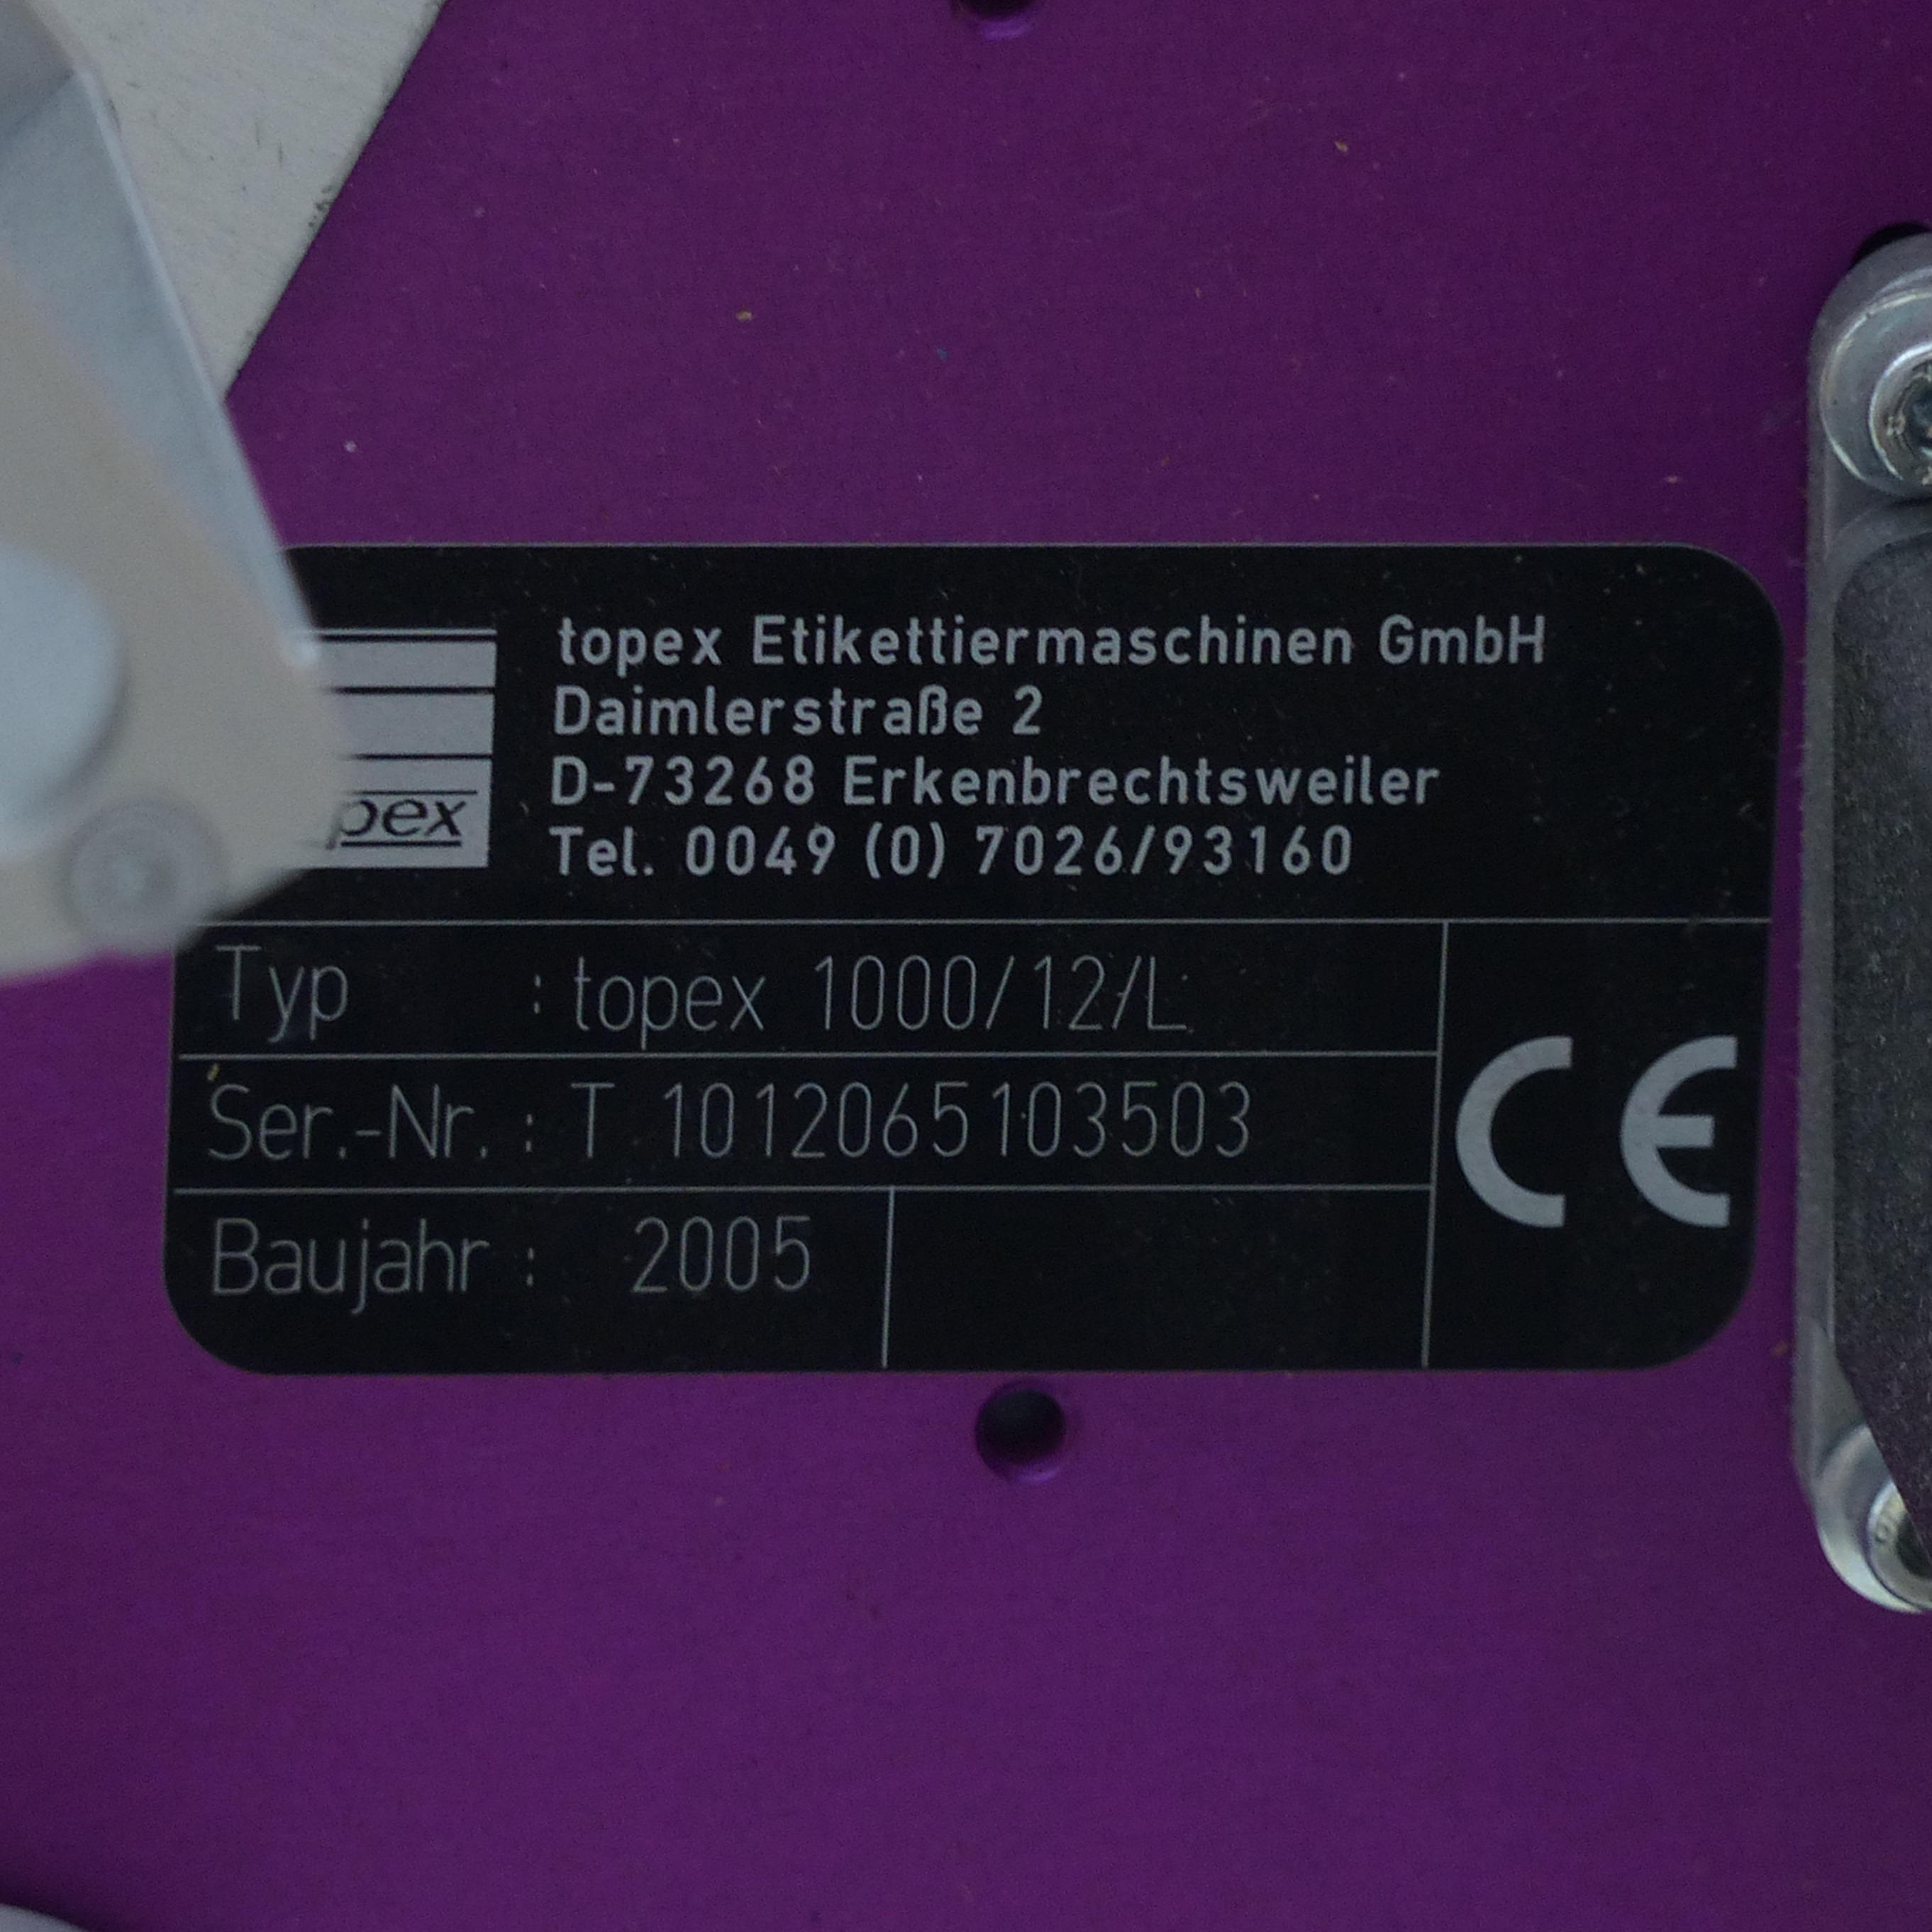 topex Etikettiermaschinen GmbH
Daimlerstraße 2
D-73268 Erkenbrechtsweiler
Tel. 0049 (0) 7026/93160
pex
Typ : topex 1000/12/L
Ser.-Nr. : T 1012065103503
Baujahr : 2005
CE